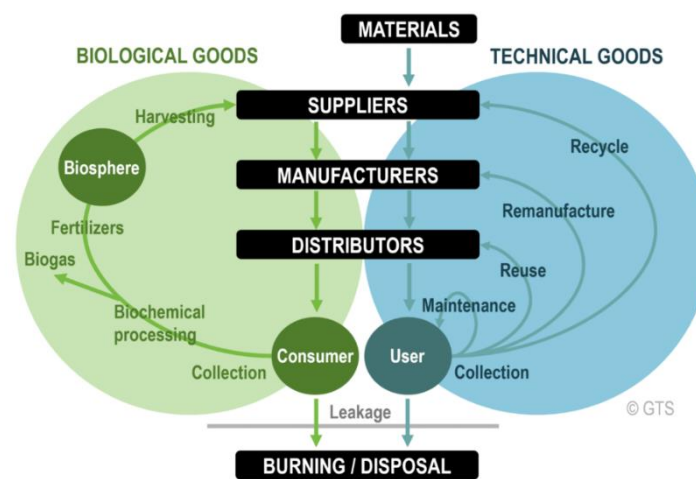 MATERIALS
BIOLOGICAL GOODS
TECHNICAL GOODS
SUPPLIERS
Harvesting
Recycle
Biosphere
MANUFACTURERS
Remanufacture
Fertilizers
DISTRIBUTORS
Biogas
Reuse
Maintenance
Biochemical
processing
Consumer
User
Collection
Collection
Leakage
© GTS
BURNING / DISPOSAL